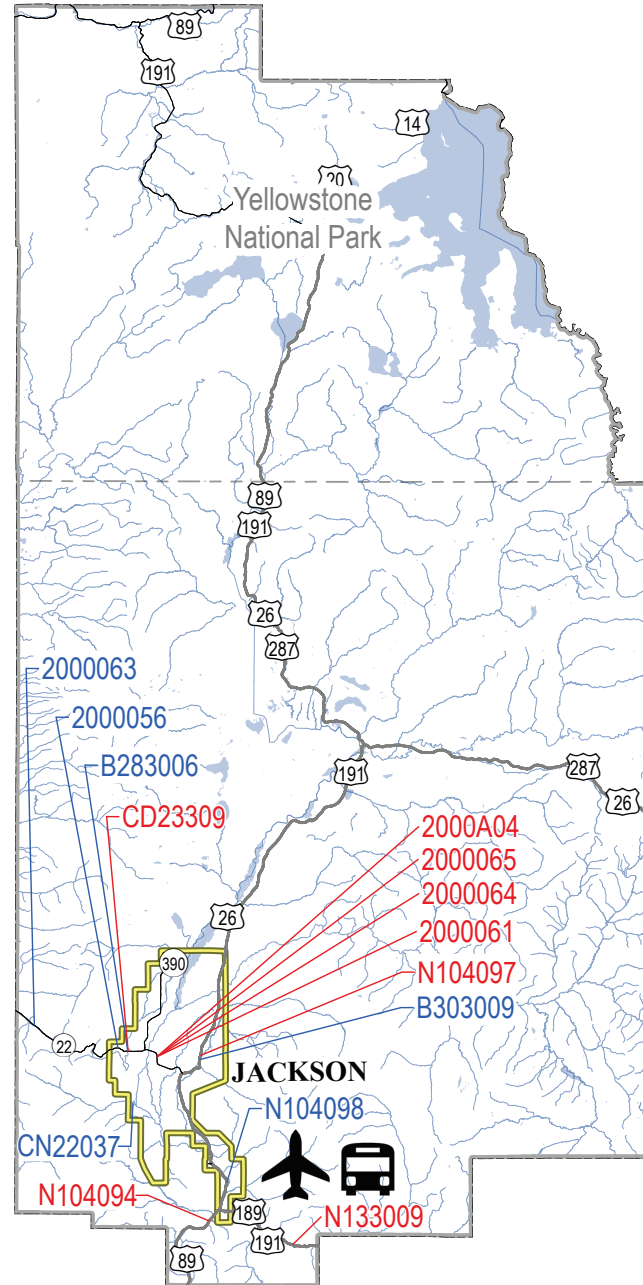 89
191
14
20
Yellowstone
National Park
89
191
26
287
2000063
2000056
B283006
CD23309
191
287
26
2000A04
2000065
2000064
2000061
N104097
B303009
26
390
22
JACKSON
N104098
CN22037
N104094
189
191
N133009
89